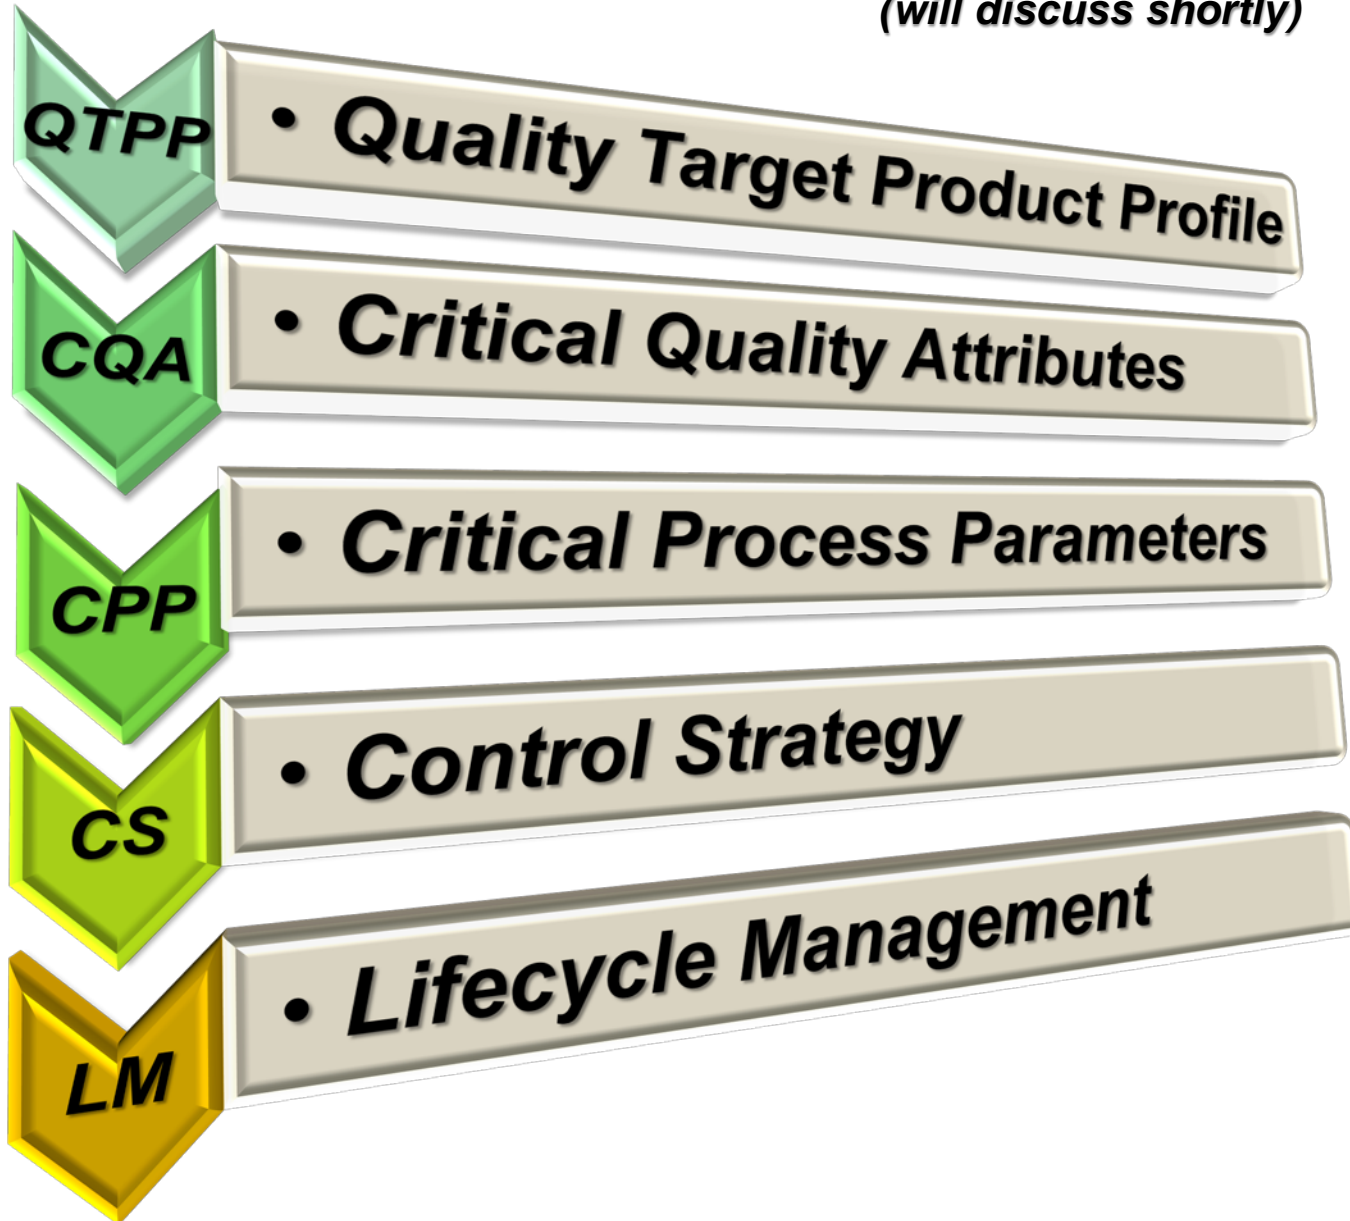 (will discuss shortly)
QTPP
• Quality Target Product Profile
CQA
• Critical Quality Attributes
CPP
• Critical Process Parameters
CS
• Control Strategy
LM
• Lifecycle Management